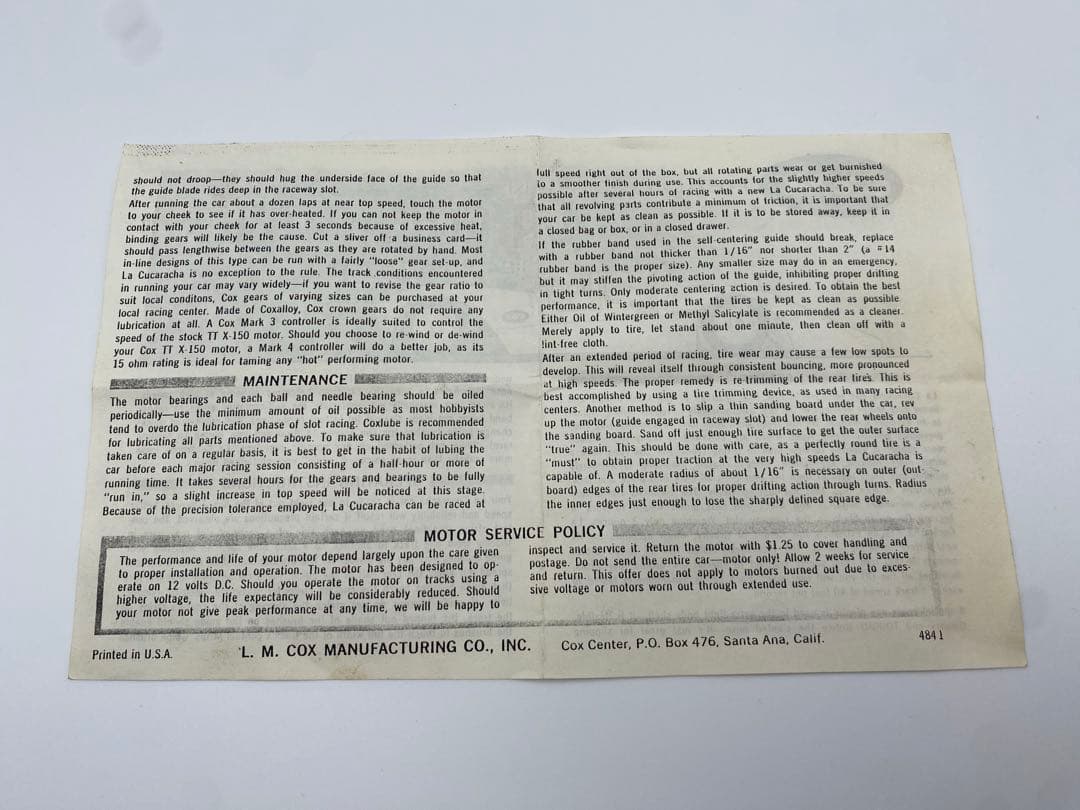 should not droop—they should hug the underside face of the guide so that
the guide blade rides deep in the raceway slot.
After running the car about a dozen laps at near top speed, touch the motor
to your cheek to see if it has over-heated. If you can not keep the motor in
contact with your cheek for at least 3 seconds because of excessive heat,
binding gears will likely be the cause. Cut a sliver off a business card—it
should pass lengthwise between the gears as they are rotated by hand. Most
in-line designs of this type can be run with a fairly "loose" gear set-up, and
La Cucaracha is no exception to the rule. The track conditions encountered
in running your car may vary widely—if you want to revise the gear ratio to
suit local conditons, Cox gears of varying sizes can be purchased at your
local racing center. Made of Coxalloy, Cox crown gears do not require any
lubrication at all. A Cox Mark 3 controller is ideally suited to control the
speed of the stock TT X-150 motor. Should you choose to re-wind or de-wind
your Cox TT X-150 motor, a Mark 4 controller will do a better job, as its
15 ohm rating is ideal for taming any "hot" performing motor.
MAINTENANCE
The motor bearings and each ball and needle bearing should be oiled
periodically—use the minimum amount of oil possible as most hobbyists
tend to overdo the lubrication phase of slot racing. Coxlube is recommended
for lubricating all parts mentioned above. To make sure that lubrication is
taken care of on a regular basis, it is best to get in the habit of lubing the
car before each major racing session consisting of a half-hour or more of
running time. It takes several hours for the gears and bearings to be fully
"run in," so a slight increase in top speed will be noticed at this stage.
Because of the precision tolerance employed, La Cucaracha can be raced at
full speed right out of the box, but all rotating parts wear or get burnished
to a smoother finish during use. This accounts for the slightly higher speeds
possible after several hours of racing with a new La Cucaracha. To be sure
that all revolving parts contribute a minimum of friction, it is important that
your car be kept as clean as possible. If it is to be stored away, keep it in
a closed bag or box, or in a closed drawer.
If the rubber band used in the self-centering guide should break, replace
with a rubber band not thicker than 1/16" nor shorter than 2" (a #14
rubber band is the proper size). Any smaller size may do in an emergency,
but it may stiffen the pivoting action of the guide, inhibiting proper drifting
in tight turns. Only moderate centering action is desired. To obtain the best
performance, it is important that the tires be kept as clean as possible.
Either Oil of Wintergreen or Methyl Salicylate is recommended as a cleaner.
Merely apply to tire, let stand about one minute, then clean off with a
lint-free cloth.
After an extended period of racing, tire wear may cause a few low spots to
develop. This will reveal itself through consistent bouncing, more pronounced
at high speeds. The proper remedy is re-trimming of the rear tires. This is
best accomplished by using a tire trimming device, as used in many racing
centers. Another method is to slip a thin sanding board under the car, rev
up the motor (guide engaged in raceway slot) and lower the rear wheels onto
the sanding board. Sand off just enough tire surface to get the outer surface
"true" again. This should be done with care, as a perfectly round tire is a
"must" to obtain proper traction at the very high speeds La Cucaracha is
capable of. A moderate radius of about 1/16" is necessary on outer (out-
board) edges of the rear tires for proper drifting action through turns. Radius
the inner edges just enough to lose the sharply defined square edge.
MOTOR SERVICE POLICY
The performance and life of your motor depend largely upon the care given
to proper installation and operation. The motor has been designed to op-
erate on 12 volts D.C. Should you operate the motor on tracks using a
higher voltage, the life expectancy will be considerably reduced. Should
your motor not give peak performance at any time, we will be happy to
inspect and service it. Return the motor with $1.25 to cover handling and
postage. Do not send the entire car—motor only! Allow 2 weeks for service
and return. This offer does not apply to motors burned out due to exces-
sive voltage or motors worn out through extended use.
Printed in U.S.A. L. M. COX MANUFACTURING CO., INC. Cox Center, P.O. Box 476, Santa Ana, Calif. 4841